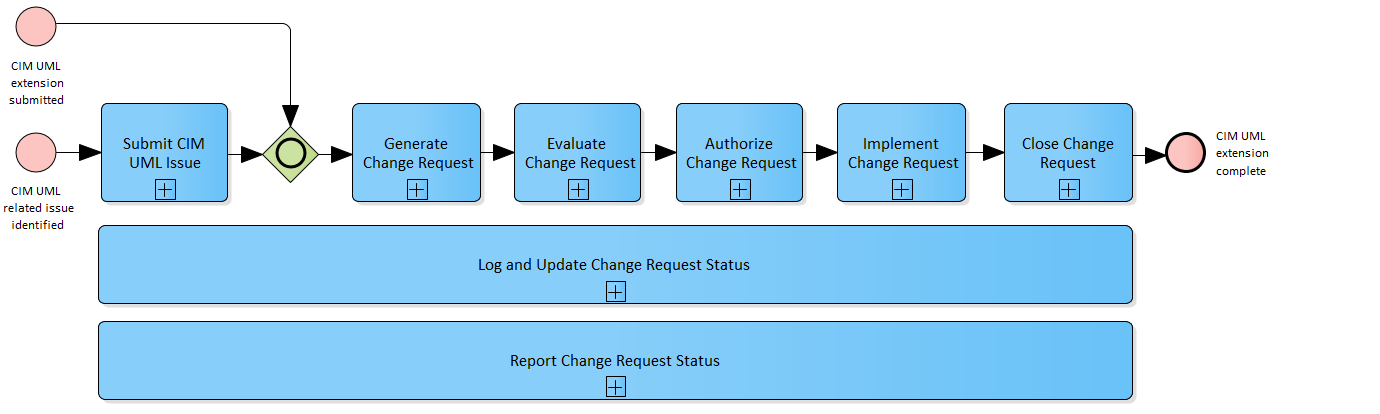 CIM UML
extension
submitted
CIM UML
related issue
identified
Submit CIM
UML Issue
Generate
Change Request
Evaluate
Change Request
Authorize
Change Request
Implement
Change Request
Close Change
Request
CIM UML
extension
complete
Log and Update Change Request Status
Report Change Request Status